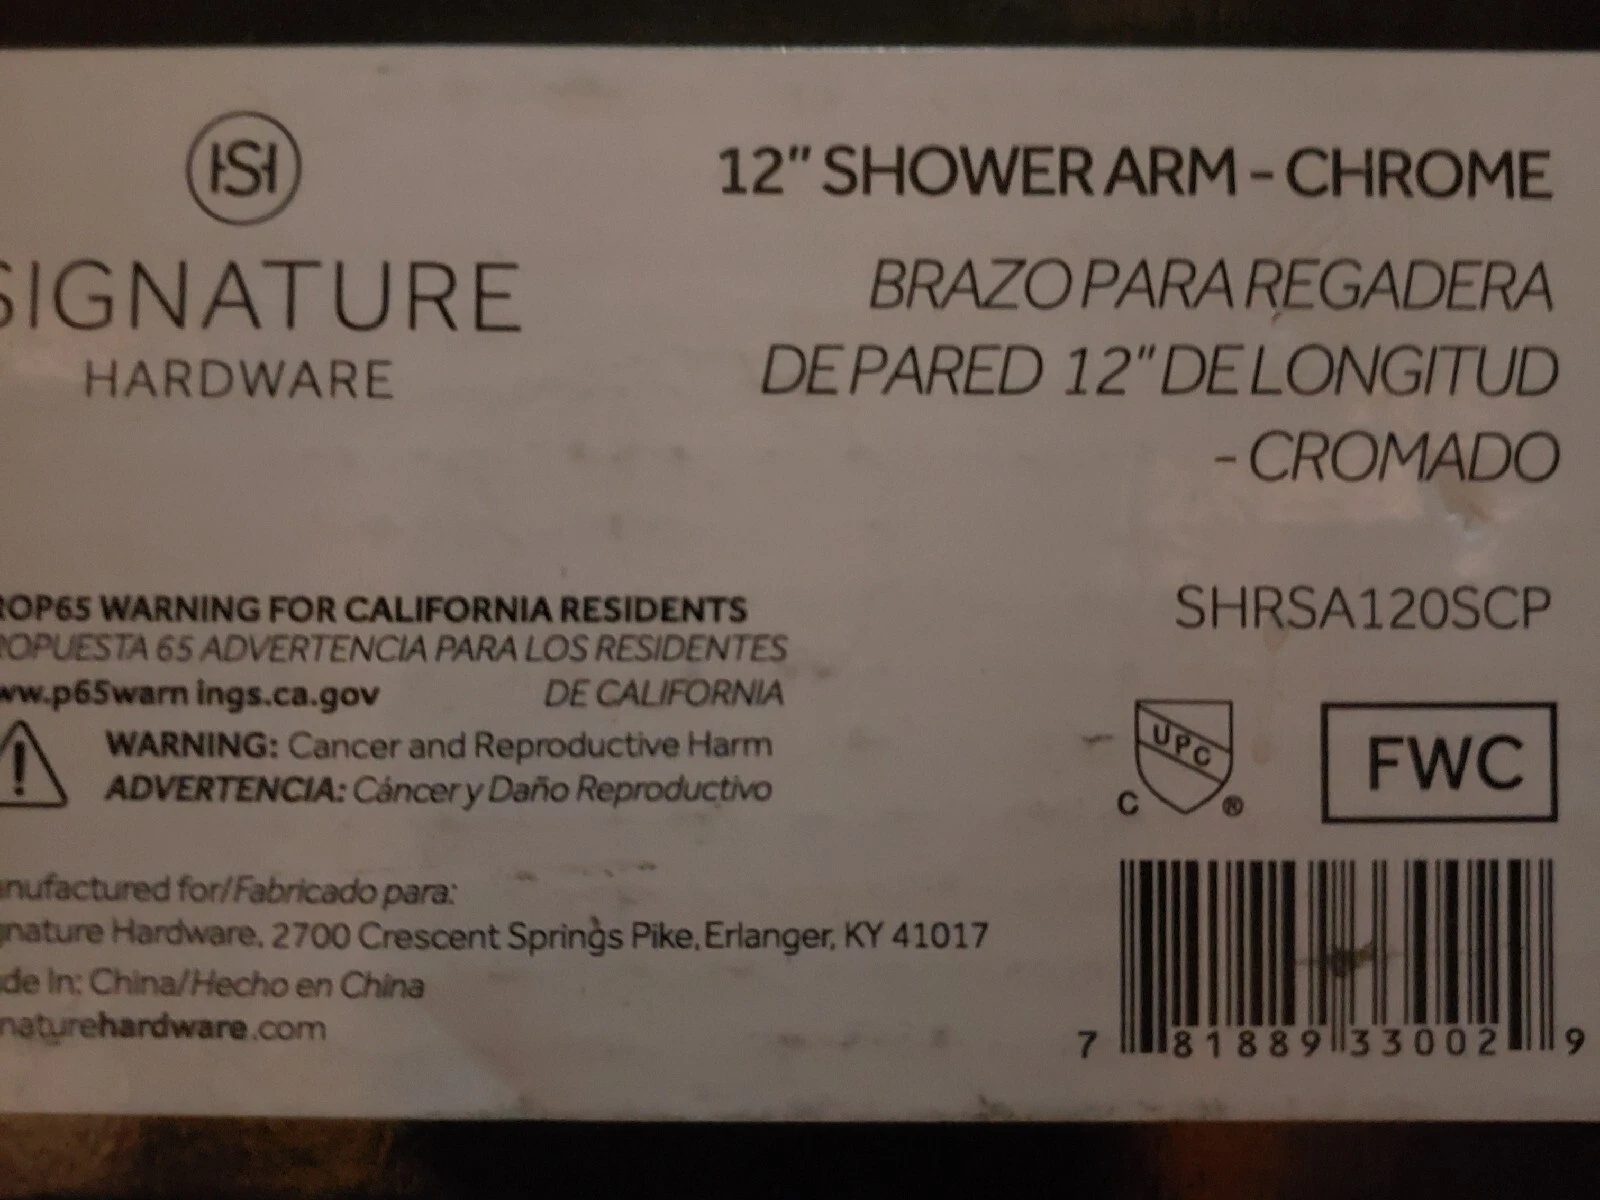 HS
SIGNATURE
HARDWARE
12" SHOWER ARM - CHROME
BRAZO PARA REGADERA
DE PARED 12" DE LONGITUD
- CROMADO
SHRSA120SCP
ROP65 WARNING FOR CALIFORNIA RESIDENTS
ROPUESTA 65 ADVERTENCIA PARA LOS RESIDENTES
DE CALIFORNIA
ww.p65warn ings.ca.gov
WARNING: Cancer and Reproductive Harm
ADVERTENCIA: Cáncer y Daño Reproductivo
UPC
C ®
FWC
nufactured for/Fabricado para:
nature Hardware. 2700 Crescent Springs Pike, Erlanger, KY 41017
de In: China/Hecho en China
naturehardware.com
7 81889 33002 9